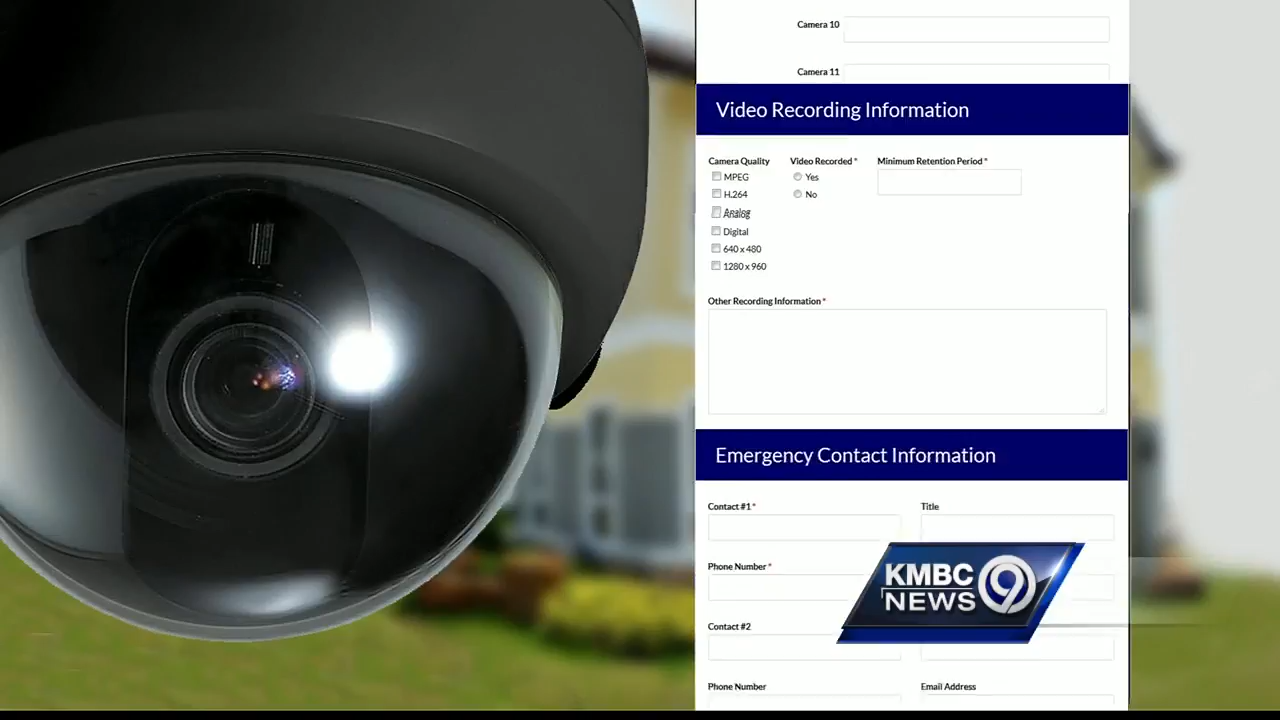 Camera 10
Camera 11
Video Recording Information
Camera Quality Video Recorded * Minimum Retention Period *
MPEG Yes
H.264 No
Analog
Digital
640 x 480
1280 x 960
Other Recording Information *
Emergency Contact Information
Contact #1 * Title
Phone Number *
Contact #2
Phone Number Email Address
KMBC 9
NEWS